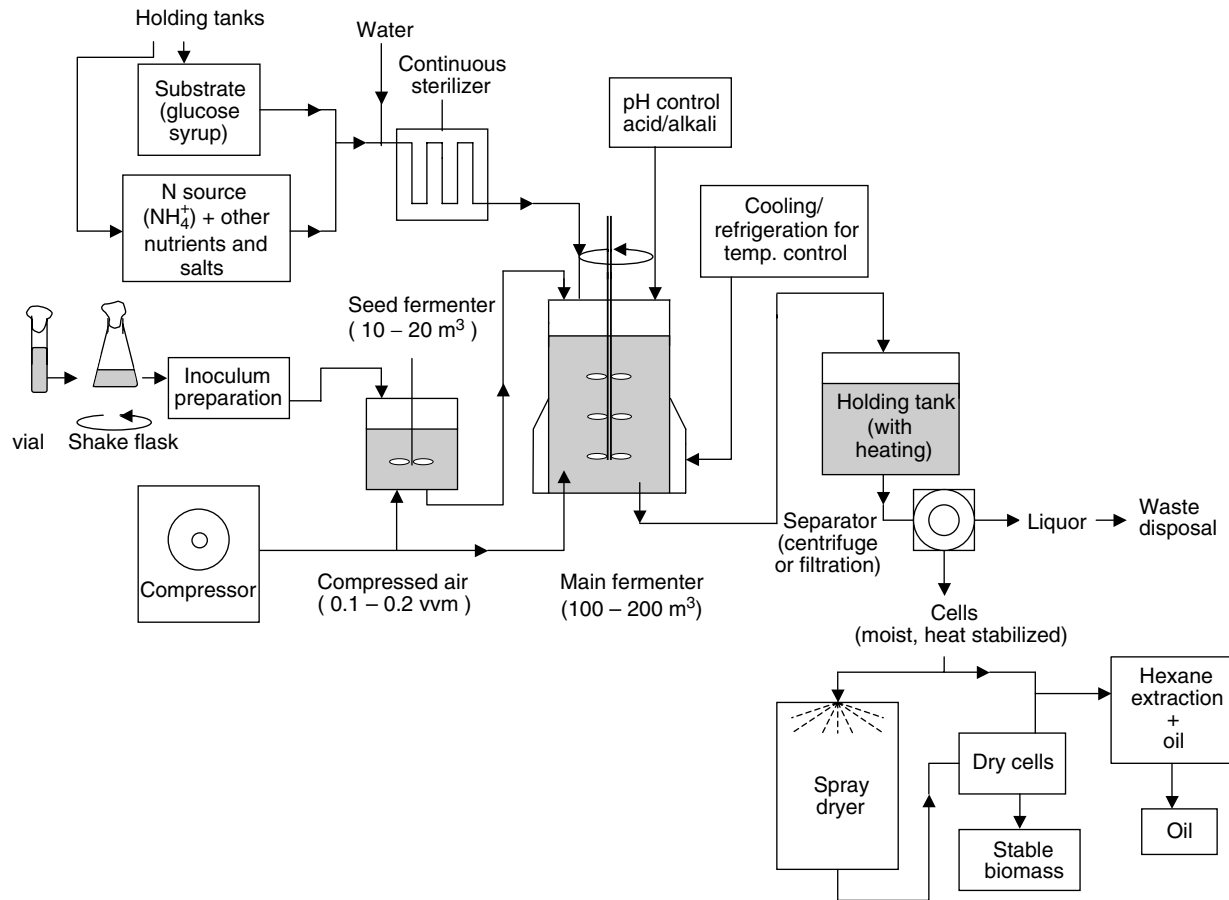 Holding tanks
Water
Continuous
sterilizer
Substrate
(glucose
syrup)
pH control
acid/alkali
N source
(NH₄⁺) + other
nutrients and
salts
Cooling/
refrigeration for
temp. control
Seed fermenter
( 10 – 20 m³)
Inoculum
preparation
vial
Shake flask
Holding tank
(with
heating)
Compressor
Compressed air
( 0.1 – 0.2 vvm )
Main fermenter
(100 – 200 m³)
Separator
(centrifuge
or filtration)
Liquor
Waste
disposal
Cells
(moist, heat stabilized)
Hexane
extraction
+
oil
Spray
dryer
Dry cells
Stable
biomass
Oil